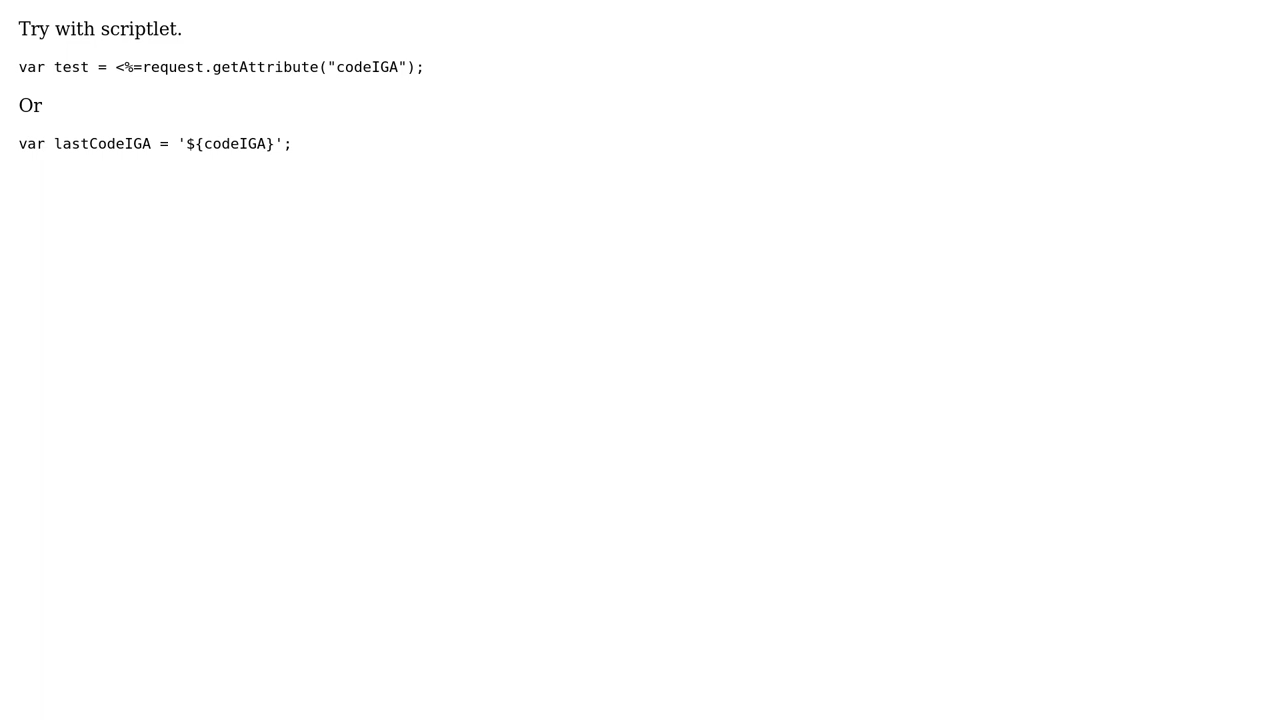 Try with scriptlet.
var test = <%=request.getAttribute("codeIGA");
Or
var lastCodeIGA = '${codeIGA}';